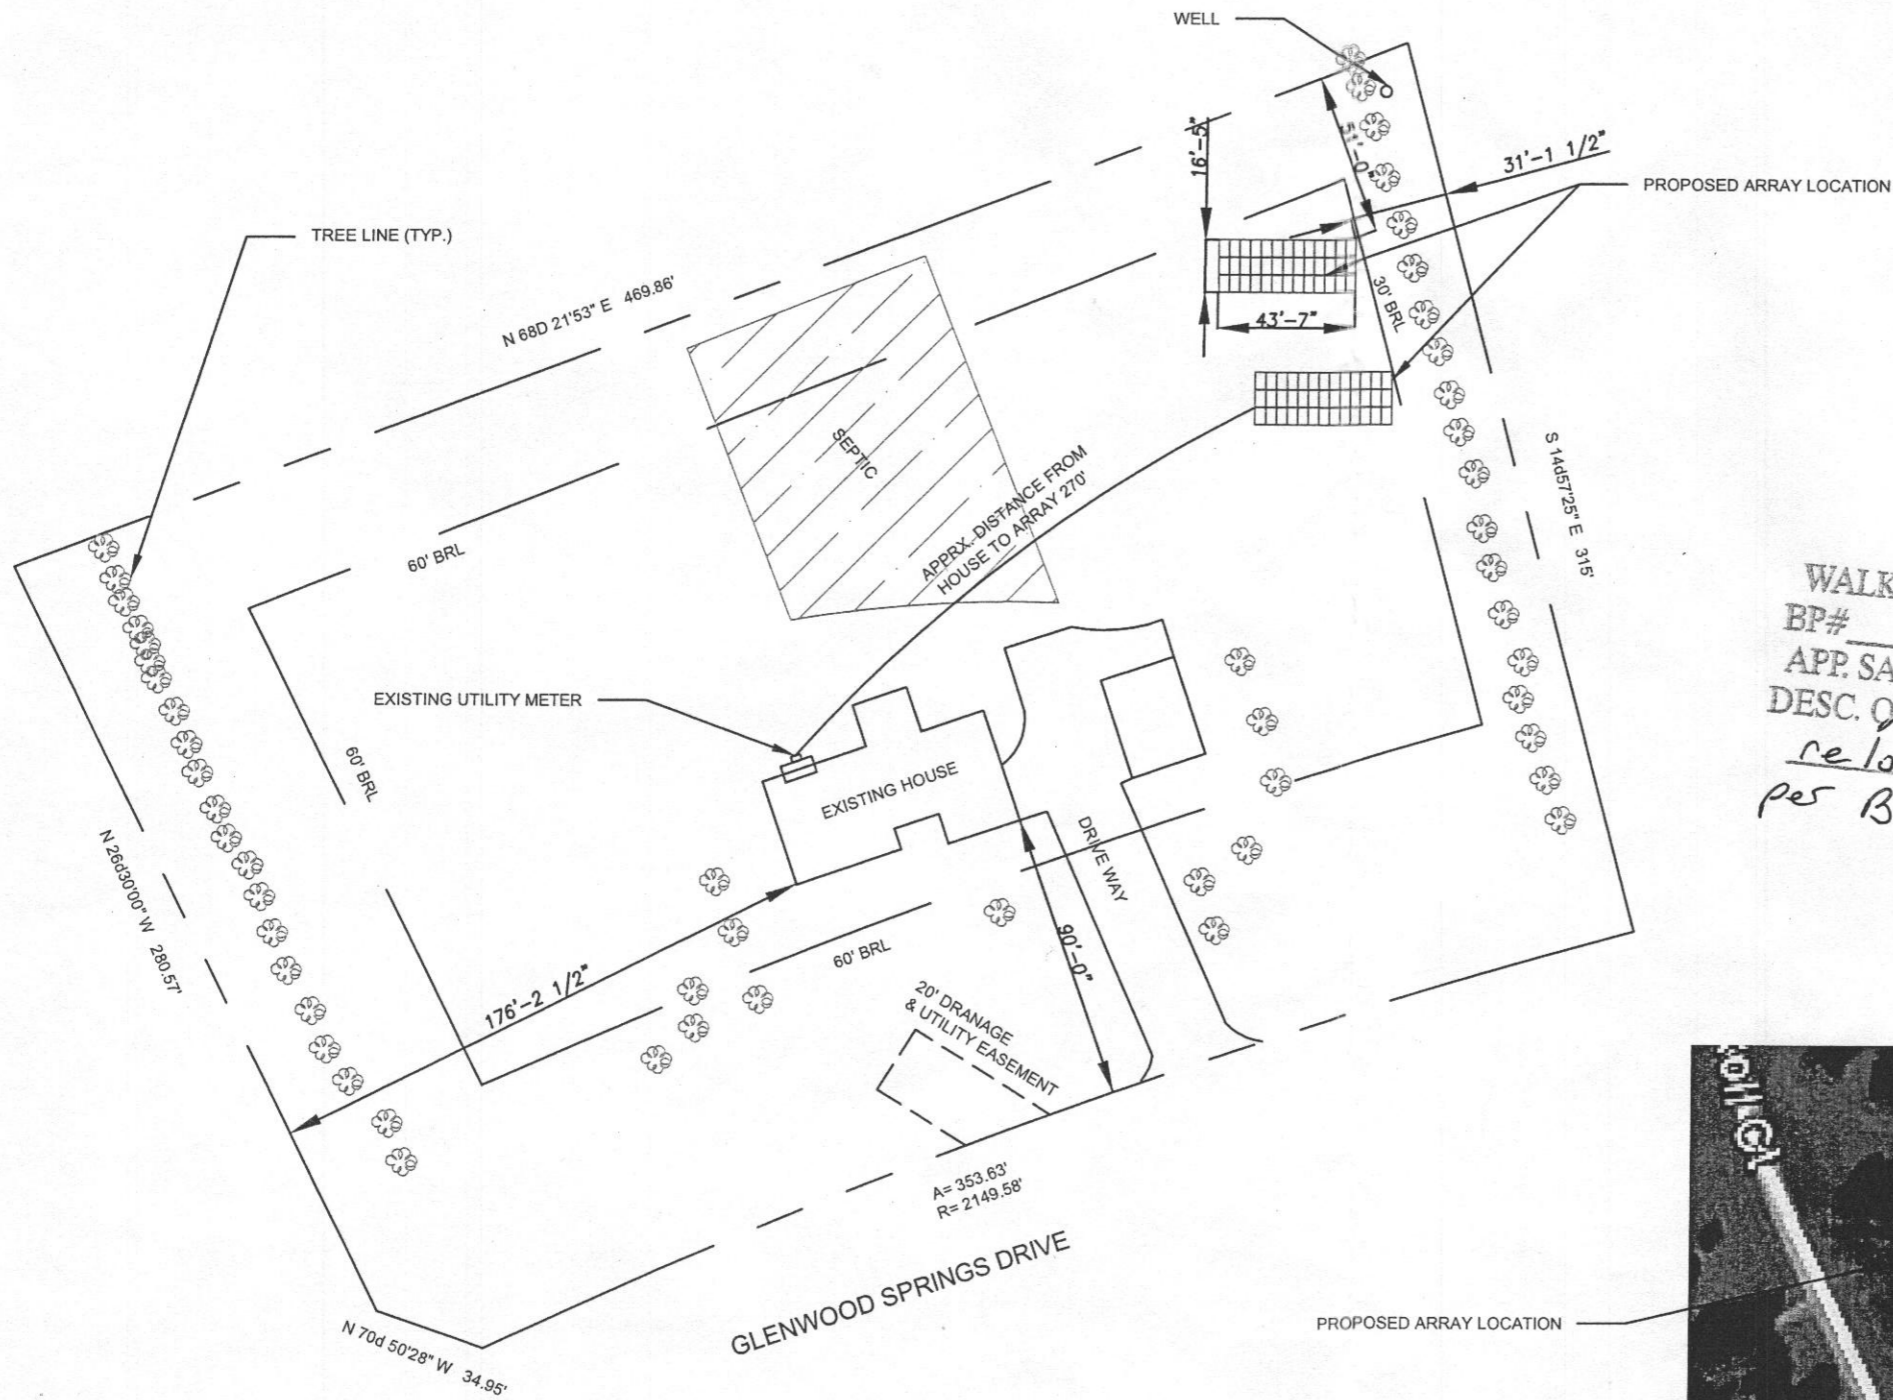 WELL
16'-5"
51'-0"
31'-1 1/2"
PROPOSED ARRAY LOCATION
TREE LINE (TYP.)
N 68D 21'53" E 469.86'
43'-7"
30' BRL
SEPTIC
APPRX. DISTANCE FROM
HOUSE TO ARRAY 270'
S 14d57'25" E 315'
60' BRL
WALK
BP#
APP. SA
DESC. O
per B
EXISTING UTILITY METER
60' BRL
EXISTING HOUSE
DRIVE WAY
N 26d30'00" W 280.57'
176'-2 1/2"
60' BRL
90'-0"
20' DRANAGE
& UTILITY EASEMENT
A= 353.63'
R= 2149.58'
GLENWOOD SPRINGS DRIVE
N 70d 50'28" W 34.95'
PROPOSED ARRAY LOCATION